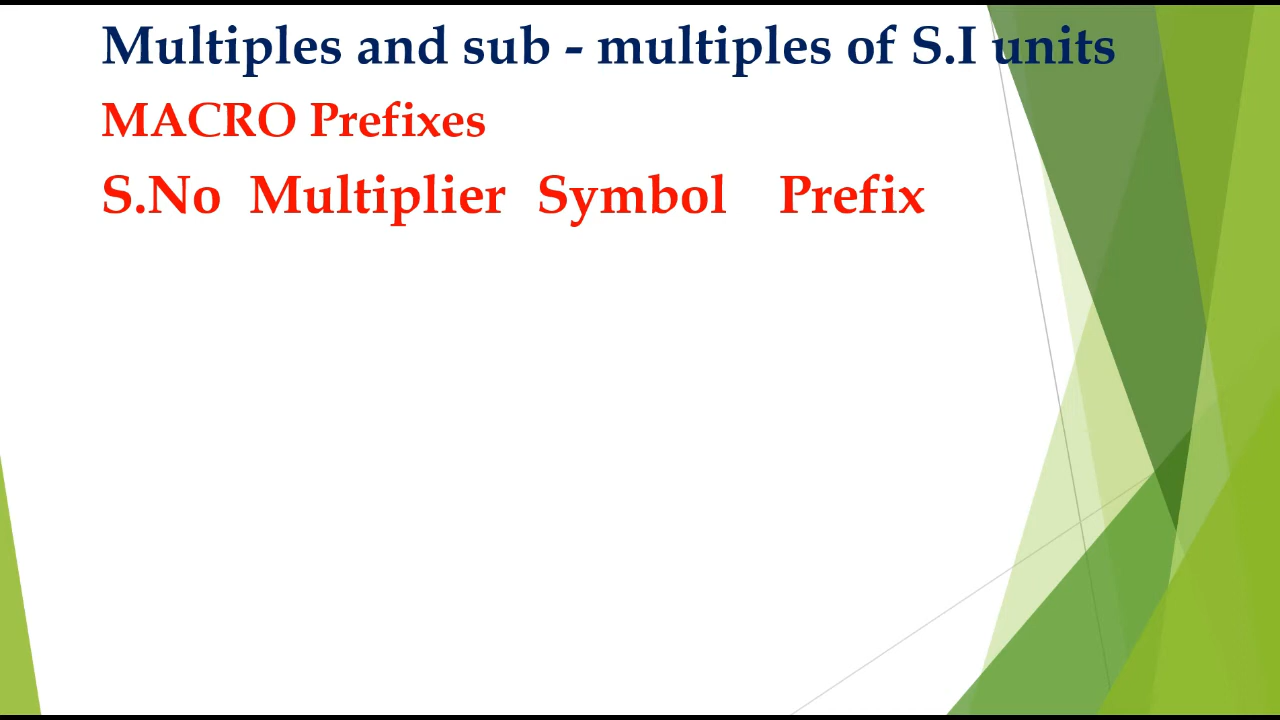 Multiples and sub - multiples of S.I units
MACRO Prefixes
S.No Multiplier Symbol Prefix